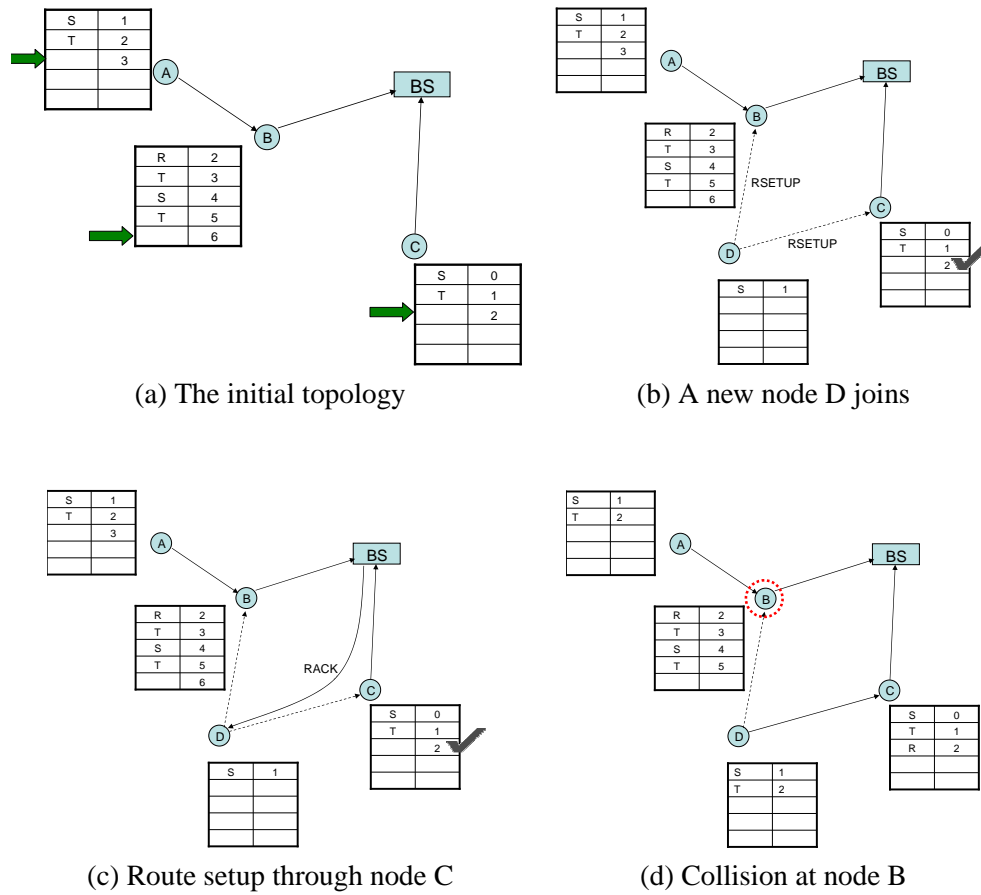 S 1
T 2
3
A
BS
B
R 2
T 3
S 4
T 5
6
C
S 0
T 1
2
(a) The initial topology
S 1
T 2
3
A
BS
B
R 2
T 3
S 4
T 5
6
RSETUP
C
RSETUP
D
S 0
T 1
2
S 1
(b) A new node D joins
S 1
T 2
3
A
BS
B
R 2
T 3
S 4
T 5
6
RACK
C
D
S 0
T 1
2
S 1
(c) Route setup through node C
S 1
T 2
A
BS
B
R 2
T 3
S 4
T 5
C
D
S 0
T 1
R 2
S 1
T 2
(d) Collision at node B